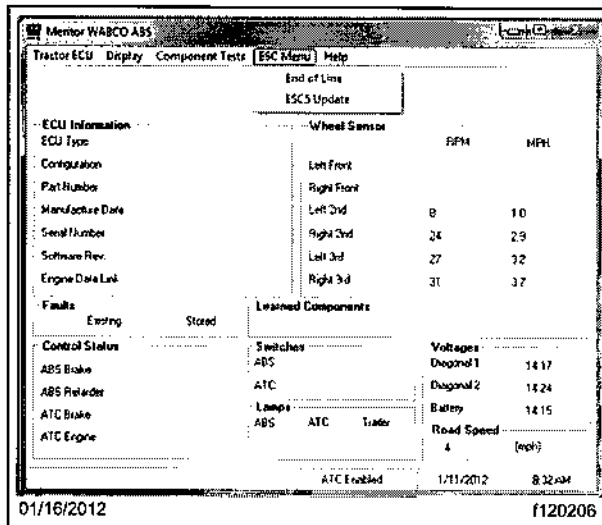 Meritor WABCO ABS
Tractor ECU Display Component Tests ESC Menu Help
End of Line
ESC5 Update
ECU Information
ECU Type
Configuration
Part Number
Manufacture Date
Serial Number
Software Rev.
Engine Data Link
Wheel Sensor
RPM MPH
Left Front
Right Front
Left 2nd 8 1.0
Right 2nd 24 2.9
Left 3rd 27 3.2
Right 3rd 31 3.7
Faults
Existing Stored
Learned Components
Control Status
ABS Brake
ABS Retarder
ATC Brake
ATC Engine
Switches
ABS
ATC
Lamps
ABS ATC Trailer
Voltages
Diagonal 1 14.17
Diagonal 2 14.24
Battery 14.15
Road Speed
4 (mph)
ATC Enabled 1/11/2012 8:32 AM
01/16/2012 f120206